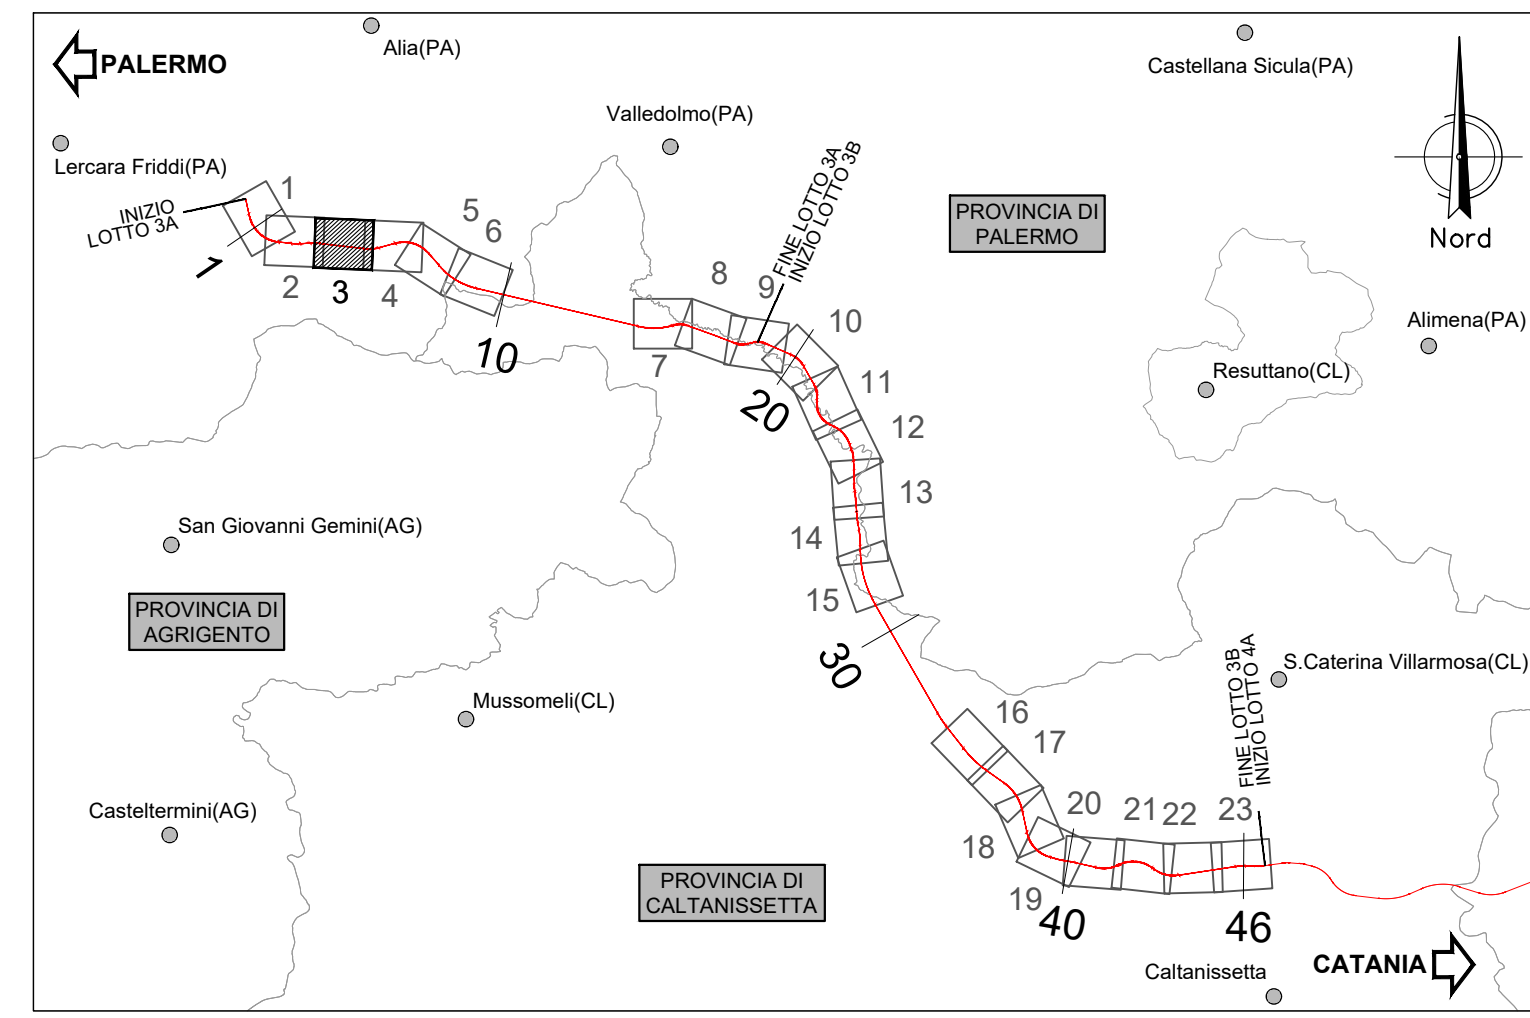 PALERMO
Alia(PA)
Castellana Sicula(PA)
Valledolmo(PA)
Lercara Friddi(PA)
INIZIO
LOTTO 3A
FINE LOTTO 3A
INIZIO LOTTO 3B
PROVINCIA DI
PALERMO
Nord
1
2
3
4
5
6
1
10
7
8
9
10
20
Alimena(PA)
Resuttano(CL)
11
12
13
14
15
30
San Giovanni Gemini(AG)
PROVINCIA DI
AGRIGENTO
Mussomeli(CL)
Casteltermini(AG)
FINE LOTTO 3B
INIZIO LOTTO 4A
S.Caterina Villarmosa(CL)
16
17
18
19
20
21
22
23
40
46
PROVINCIA DI
CALTANISSETTA
Caltanissetta
CATANIA